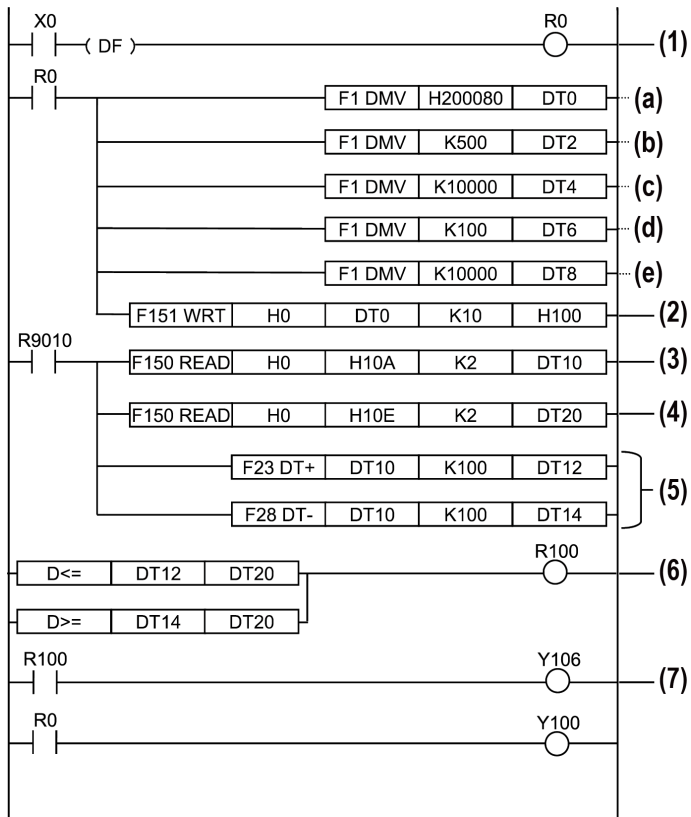 X0 R0
( DF ) (1)
R0
F1 DMV H200080 DT0 (a)
F1 DMV K500 DT2 (b)
F1 DMV K10000 DT4 (c)
F1 DMV K100 DT6 (d)
F1 DMV K10000 DT8 (e)
F151 WRT H0 DT0 K10 H100 (2)
R9010
F150 READ H0 H10A K2 DT10 (3)
F150 READ H0 H10E K2 DT20 (4)
F23 DT+ DT10 K100 DT12
(5)
F28 DT- DT10 K100 DT14
R100
D<= DT12 DT20 (6)
D>= DT14 DT20
R100 Y106
(7)
R0 Y100